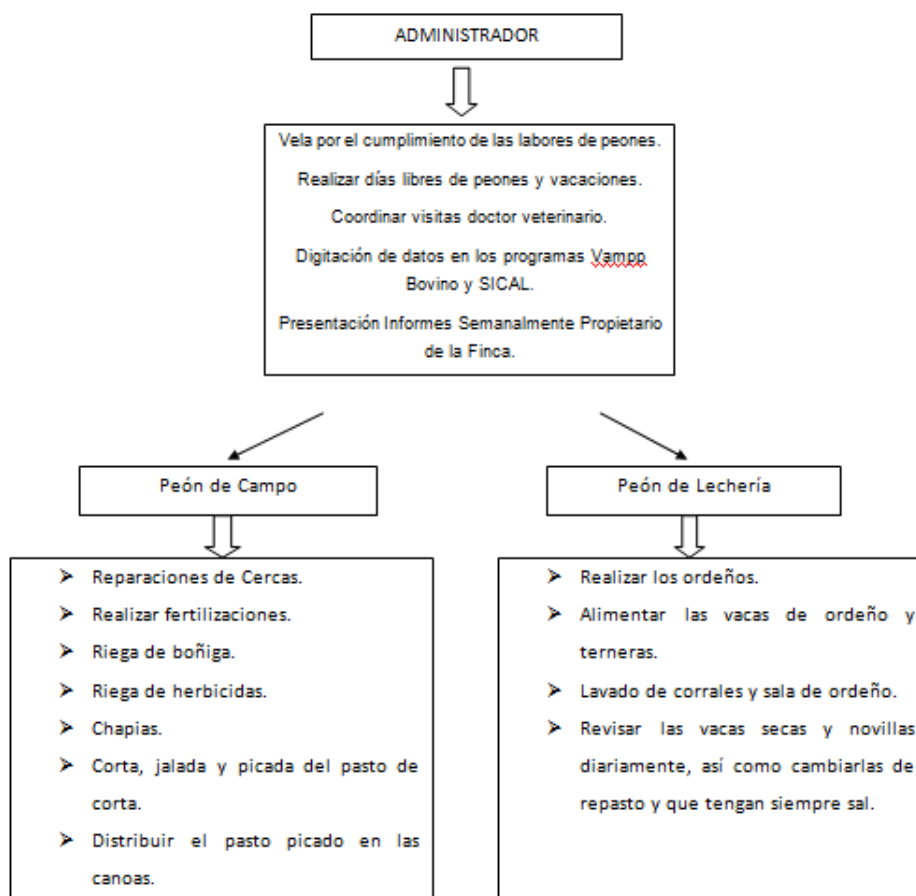 ADMINISTRADOR
Vela por el cumplimiento de las labores de peones.
Realizar días libres de peones y vacaciones.
Coordinar visitas doctor veterinario.
Digitación de datos en los programas Vampp
Bovino y SICAL.
Presentación Informes Semanalmente Propietario
de la Finca.
Peón de Campo
➤ Reparaciones de Cercas.
➤ Realizar fertilizaciones.
➤ Riega de boñiga.
➤ Riega de herbicidas.
➤ Chapias.
➤ Corta, jalada y picada del pasto de
corta.
➤ Distribuir el pasto picado en las
canoas.
Peón de Lechería
➤ Realizar los ordeños.
➤ Alimentar las vacas de ordeño y
terneras.
➤ Lavado de corrales y sala de ordeño.
➤ Revisar las vacas secas y novillas
diariamente, así como cambiarlas de
repasto y que tengan siempre sal.